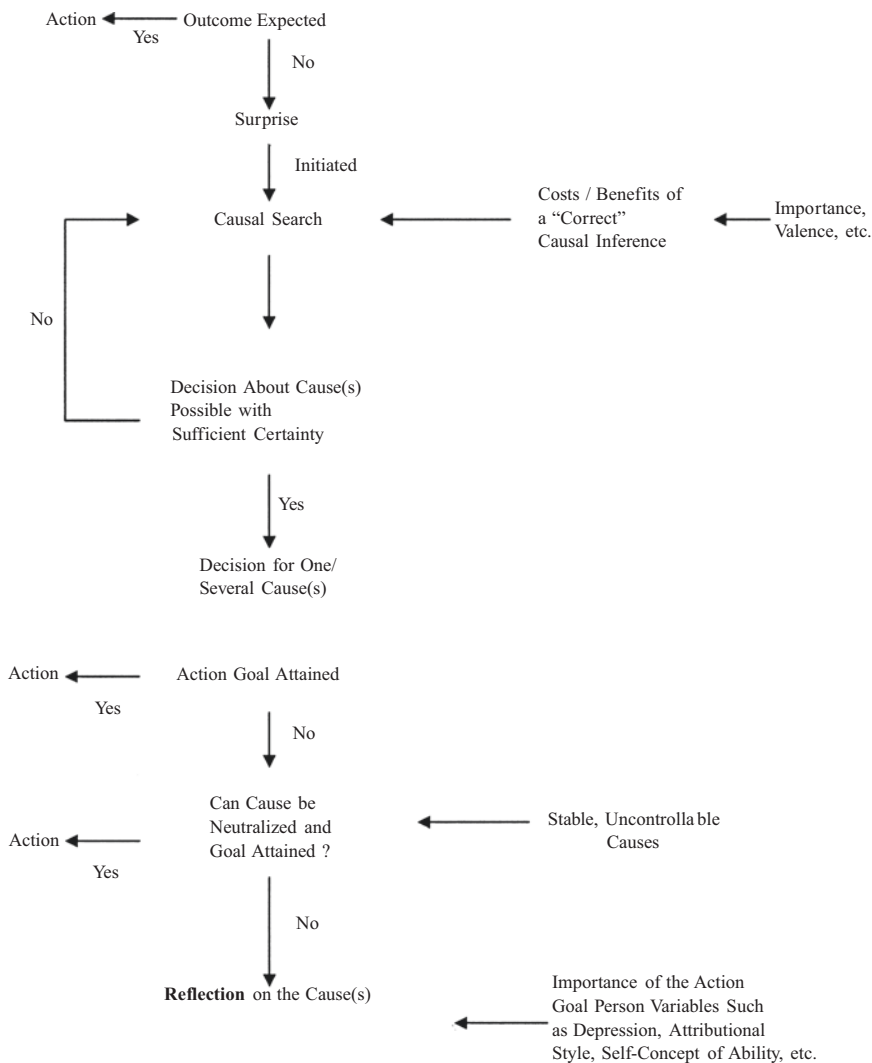 Action
Yes
Outcome Expected
No
Surprise
Initiated
Causal Search
Costs / Benefits of
a “Correct”
Causal Inference
Importance,
Valence, etc.
No
Decision About Cause(s)
Possible with
Sufficient Certainty
Yes
Decision for One/
Several Cause(s)
Action
Yes
Action Goal Attained
No
Can Cause be
Neutralized and
Goal Attained ?
Action
Yes
Stable, Uncontrolla ble
Causes
No
Reflection on the Cause(s)
Importance of the Action
Goal Person Variables Such
as Depression, Attributional
Style, Self-Concept of Ability, etc.